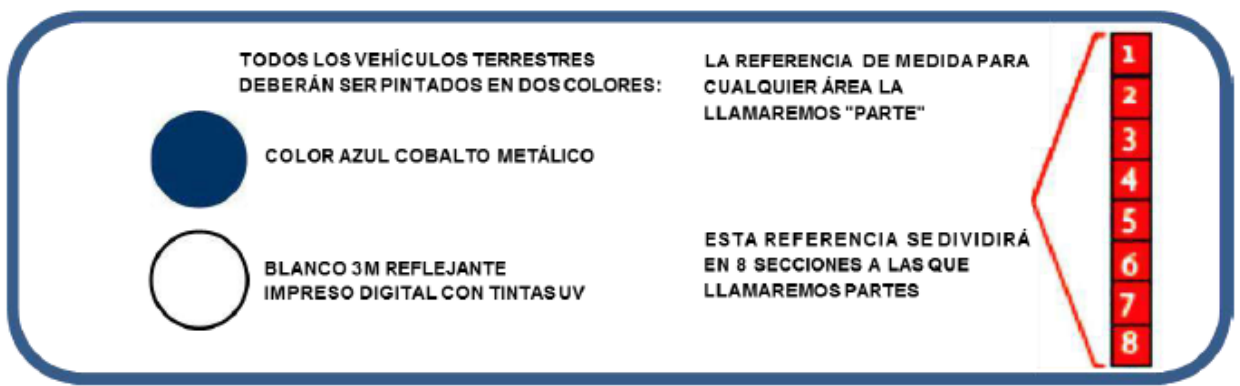 TODOS LOS VEHÍCULOS TERRESTRES
DEBERÁN SER PINTADOS EN DOS COLORES:
COLOR AZUL COBALTO METÁLICO
BLANCO 3M REFLEJANTE
IMPRESO DIGITAL CON TINTAS UV
LA REFERENCIA DE MEDIDA PARA
CUALQUIER ÁREA LA
LLAMAREMOS "PARTE"
ESTA REFERENCIA SE DIVIDIRÁ
EN 8 SECCIONES A LAS QUE
LLAMAREMOS PARTES
1
2
3
4
5
6
7
8